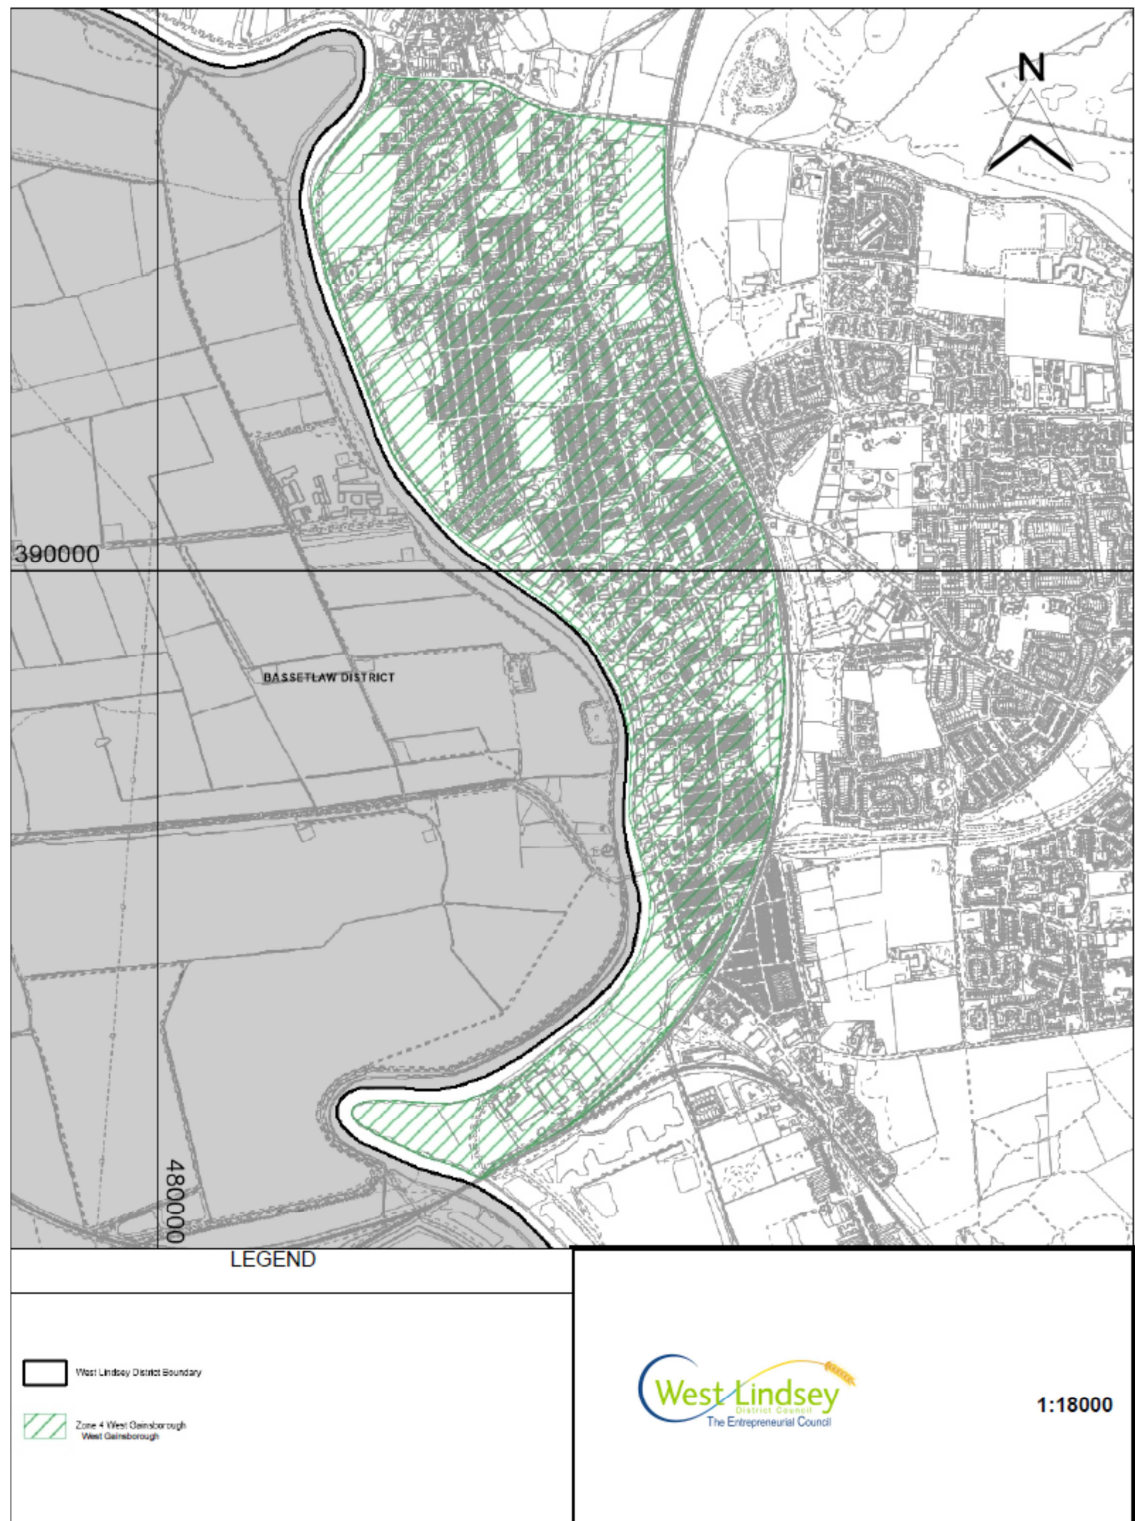 N
390000
BASSETLAW DISTRICT
480000
LEGEND
West Lindsey District Boundary
Zone 4 West Gainsborough
West Gainsborough
West Lindsey
District Council
The Entrepreneurial Council
1:18000